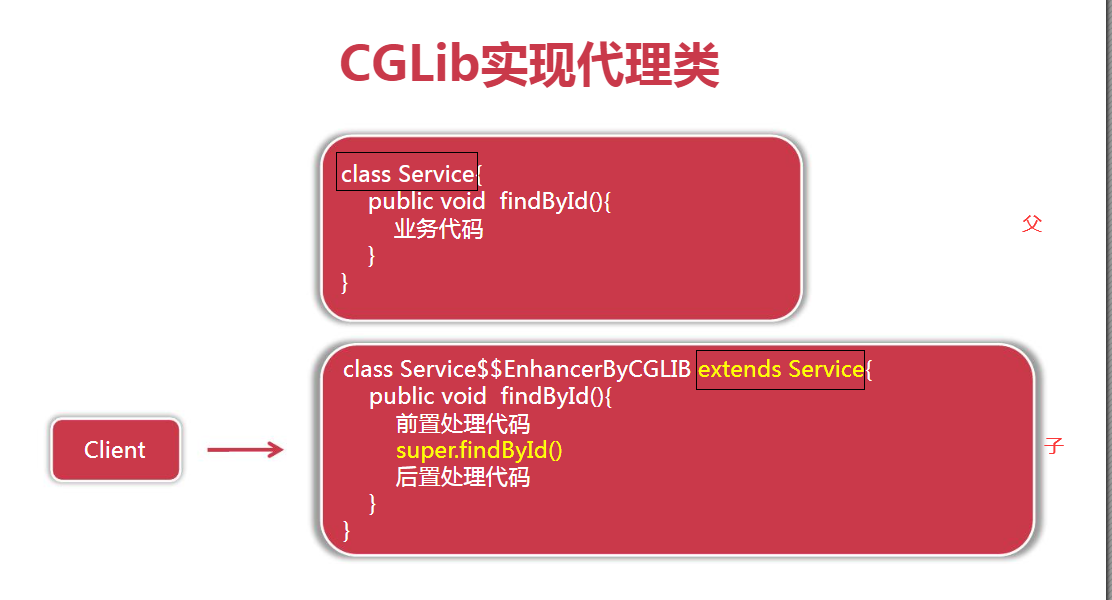 CGLib实现代理类
class Service{
public void  findById(){
业务代码
}
}
父
class Service$$EnhancerByCGLIB extends Service{
public void  findById(){
前置处理代码
super.findById()
后置处理代码
}
}
Client
子